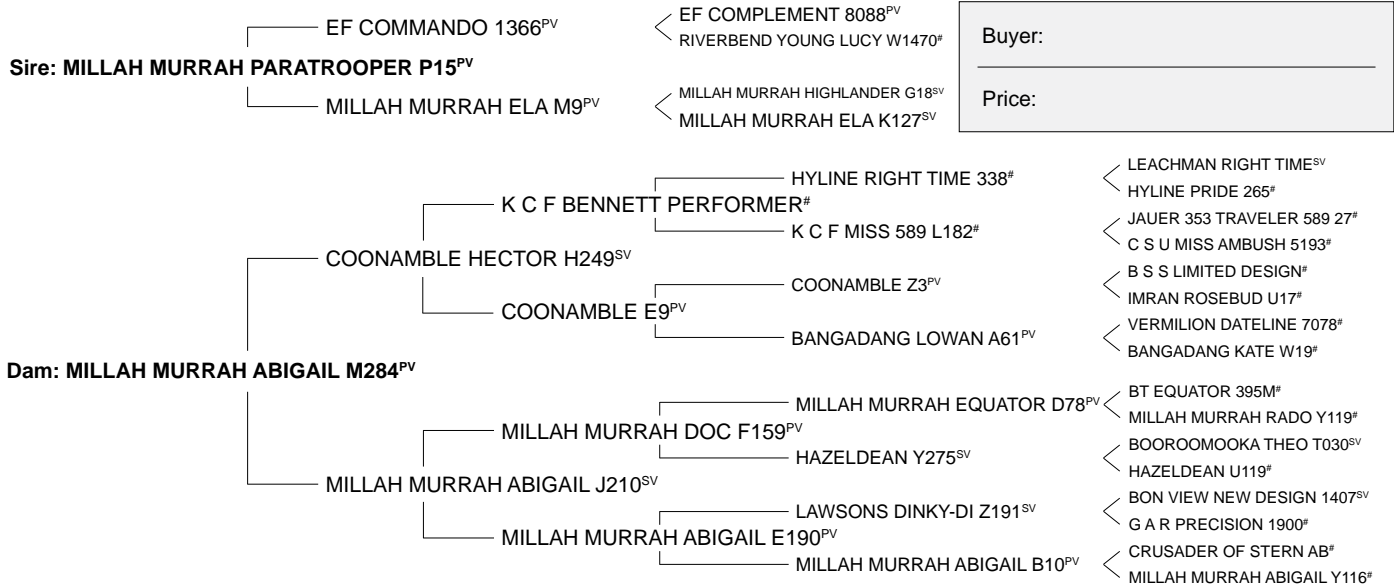 EF COMPLEMENT 8088PV
EF COMMANDO 1366PV
RIVERBEND YOUNG LUCY W1470#
Sire: MILLAH MURRAH PARATROOPER P15PV
MILLAH MURRAH HIGHLANDER G18SV
MILLAH MURRAH ELA M9PV
MILLAH MURRAH ELA K127SV
Buyer:
Price:
LEACHMAN RIGHT TIMESV
HYLINE RIGHT TIME 338#
HYLINE PRIDE 265#
K C F BENNETT PERFORMER#
JAUER 353 TRAVELER 589 27#
K C F MISS 589 L182#
C S U MISS AMBUSH 5193#
COONAMBLE HECTOR H249SV
B S S LIMITED DESIGN#
COONAMBLE Z3PV
IMRAN ROSEBUD U17#
COONAMBLE E9PV
VERMILION DATELINE 7078#
BANGADANG LOWAN A61PV
BANGADANG KATE W19#
Dam: MILLAH MURRAH ABIGAIL M284PV
BT EQUATOR 395M#
MILLAH MURRAH EQUATOR D78PV
MILLAH MURRAH RADO Y119#
MILLAH MURRAH DOC F159PV
BOOROOMOOKA THEO T030SV
HAZELDEAN Y275SV
HAZELDEAN U119#
MILLAH MURRAH ABIGAIL J210SV
BON VIEW NEW DESIGN 1407SV
LAWSONS DINKY-DI Z191SV
G A R PRECISION 1900#
MILLAH MURRAH ABIGAIL E190PV
CRUSADER OF STERN AB#
MILLAH MURRAH ABIGAIL B10PV
MILLAH MURRAH ABIGAIL Y116#